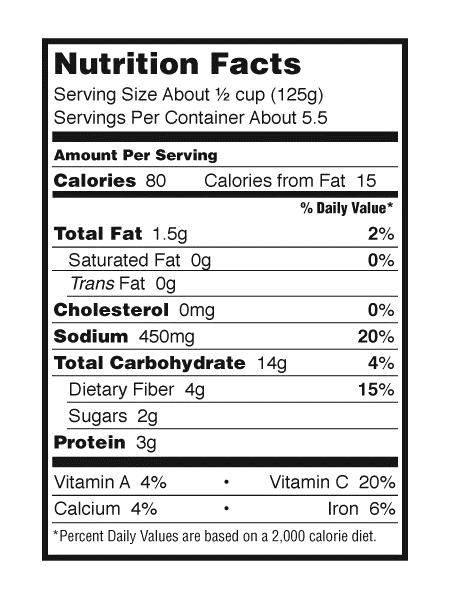 Nutrition Facts
Serving Size About ½ cup (125g)
Servings Per Container About 5.5
Amount Per Serving
Calories 80 Calories from Fat 15
% Daily Value*
Total Fat 1.5g 2%
Saturated Fat 0g 0%
Trans Fat 0g
Cholesterol 0mg 0%
Sodium 450mg 20%
Total Carbohydrate 14g 4%
Dietary Fiber 4g 15%
Sugars 2g
Protein 3g
Vitamin A 4% • Vitamin C 20%
Calcium 4% • Iron 6%
*Percent Daily Values are based on a 2,000 calorie diet.